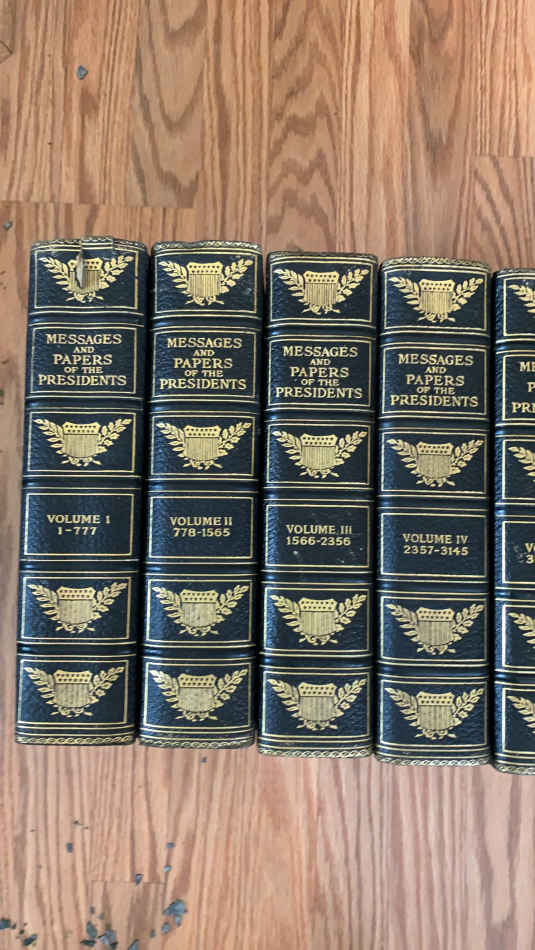 MESSAGES
AND
PAPERS
OF THE
PRESIDENTS
VOLUME I
1-777
MESSAGES
AND
PAPERS
OF THE
PRESIDENTS
VOLUME II
778-1565
MESSAGES
AND
PAPERS
OF THE
PRESIDENTS
VOLUME III
1566-2356
MESSAGES
AND
PAPERS
OF THE
PRESIDENTS
VOLUME IV
2357-3145